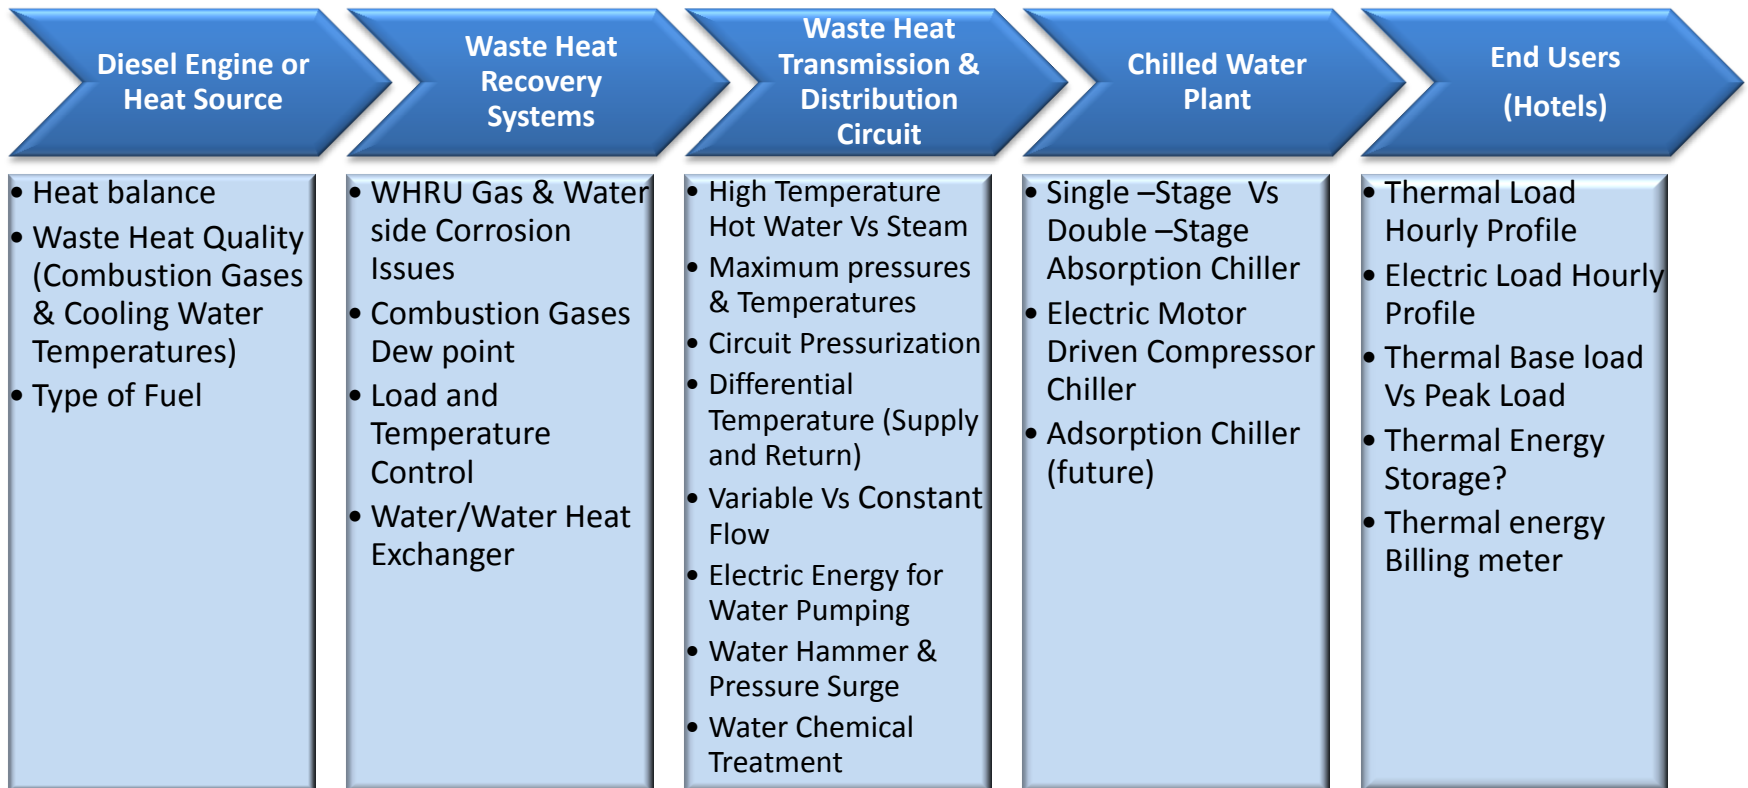 Diesel Engine or
Heat Source
• Heat balance
• Waste Heat Quality
(Combustion Gases
& Cooling Water
Temperatures)
• Type of Fuel
Waste Heat
Recovery
Systems
• WHRU Gas & Water
side Corrosion
Issues
• Combustion Gases
Dew point
• Load and
Temperature
Control
• Water/Water Heat
Exchanger
Waste Heat
Transmission &
Distribution
Circuit
• High Temperature
Hot Water Vs Steam
• Maximum pressures
& Temperatures
• Circuit Pressurization
• Differential
Temperature (Supply
and Return)
• Variable Vs Constant
Flow
• Electric Energy for
Water Pumping
• Water Hammer &
Pressure Surge
• Water Chemical
Treatment
Chilled Water
Plant
• Single –Stage Vs
Double –Stage
Absorption Chiller
• Electric Motor
Driven Compressor
Chiller
• Adsorption Chiller
(future)
End Users
(Hotels)
• Thermal Load
Hourly Profile
• Electric Load Hourly
Profile
• Thermal Base load
Vs Peak Load
• Thermal Energy
Storage?
• Thermal energy
Billing meter